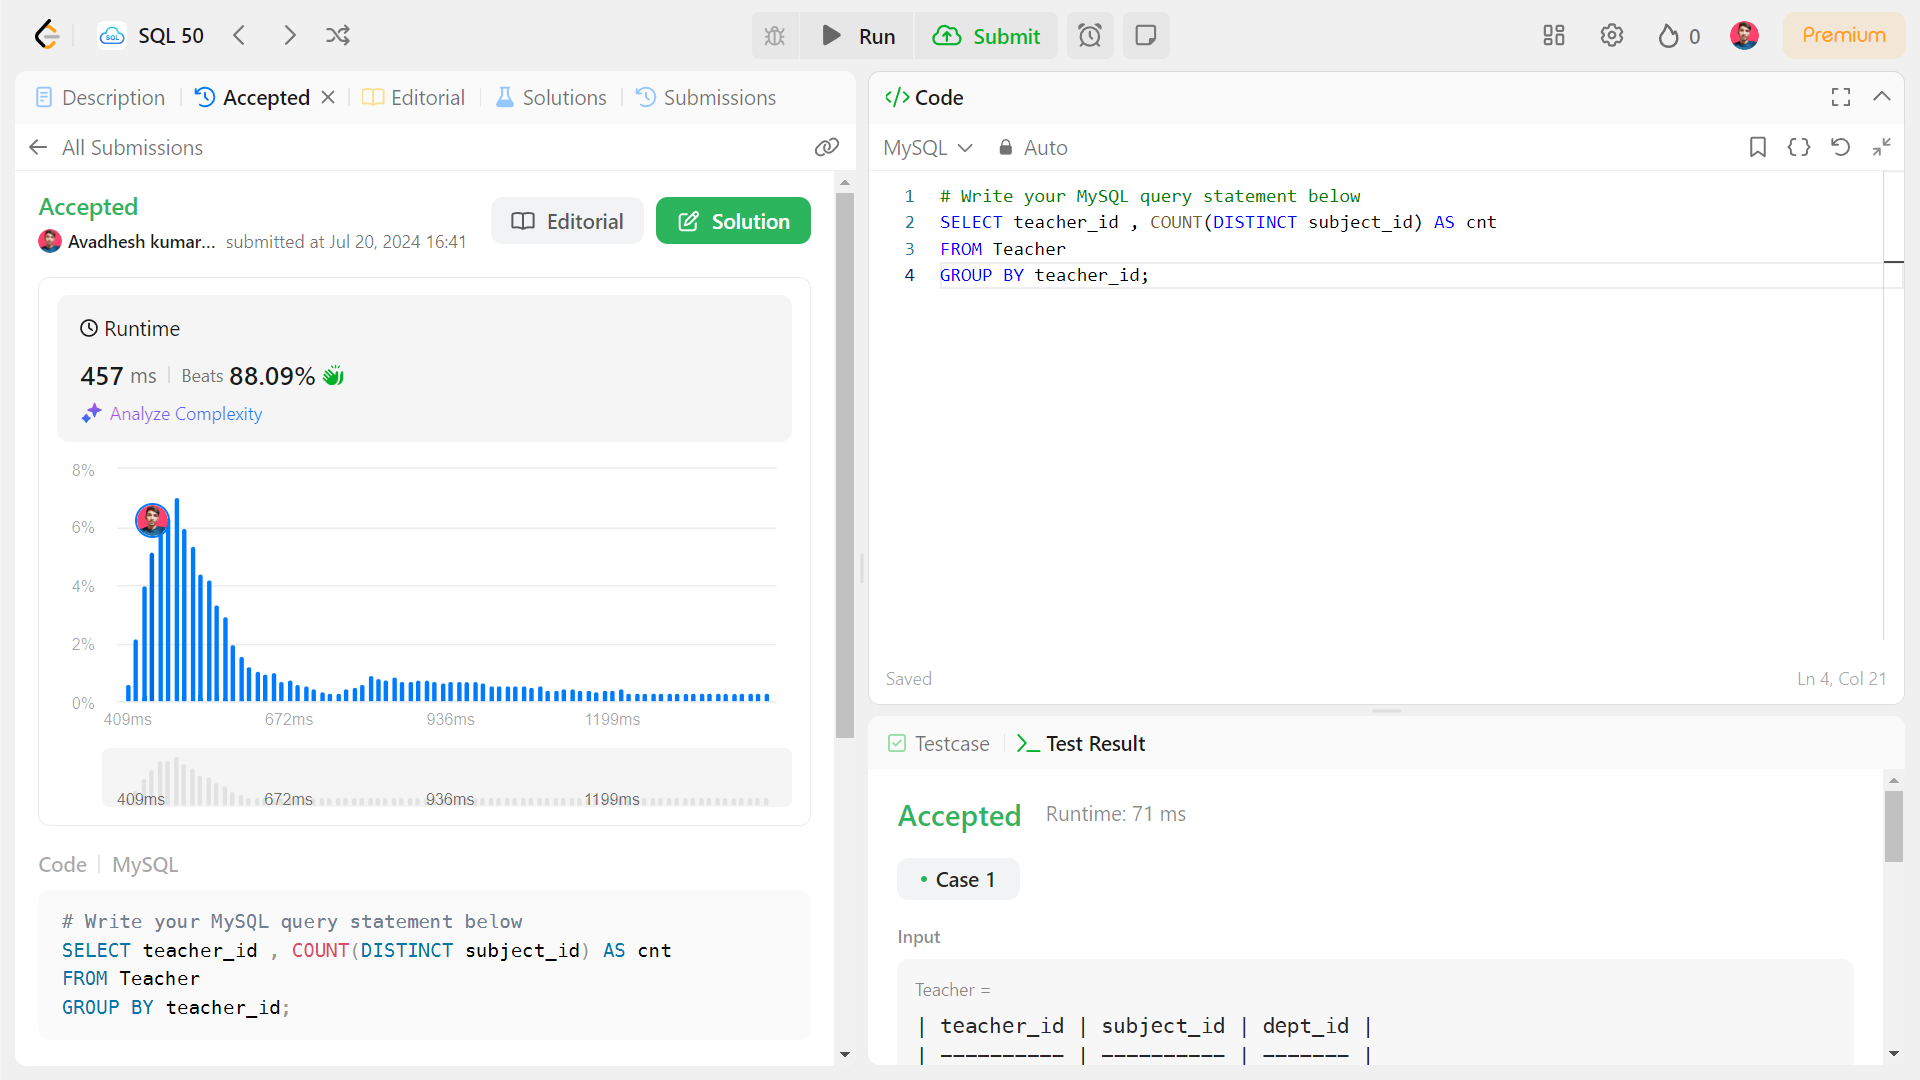 SQL 50
Run
Submit
0
Premium
Description
Accepted
Editorial
Solutions
Submissions
All Submissions
Accepted
Avadhesh kumar...
submitted at Jul 20, 2024 16:41
Editorial
Solution
Runtime
457 ms
Beats 88.09%
Analyze Complexity
8%
6%
4%
2%
0%
409ms 672ms 936ms 1199ms
409ms 672ms 936ms 1199ms
Code
MySQL
# Write your MySQL query statement below
SELECT teacher_id , COUNT(DISTINCT subject_id) AS cnt
FROM Teacher
GROUP BY teacher_id;
</> Code
MySQL
Auto
1 # Write your MySQL query statement below
2 SELECT teacher_id , COUNT(DISTINCT subject_id) AS cnt
3 FROM Teacher
4 GROUP BY teacher_id;
Saved
Ln 4, Col 21
Testcase
Test Result
Accepted
Runtime: 71 ms
• Case 1
Input
Teacher =
| teacher_id | subject_id | dept_id |
| ---------- | ---------- | ------- |